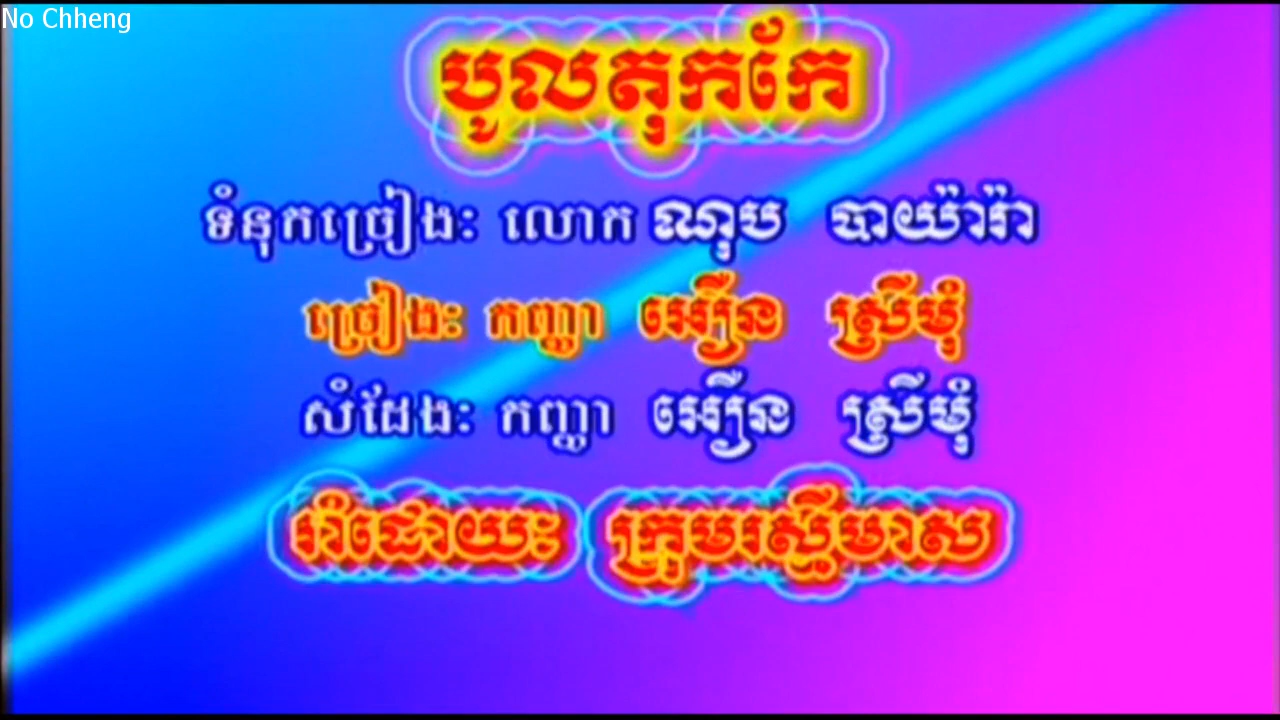 No Chheng
បូលតុកកែ
ទំនុកច្រៀង: លោក ណុប បាយ៉ារ៉ា
ច្រៀង: កញ្ញា អឿន ស្រីមុំ
សំដែង: កញ្ញា អឿន ស្រីមុំ
រាំដោយ: ក្រុមរស្មីមាស